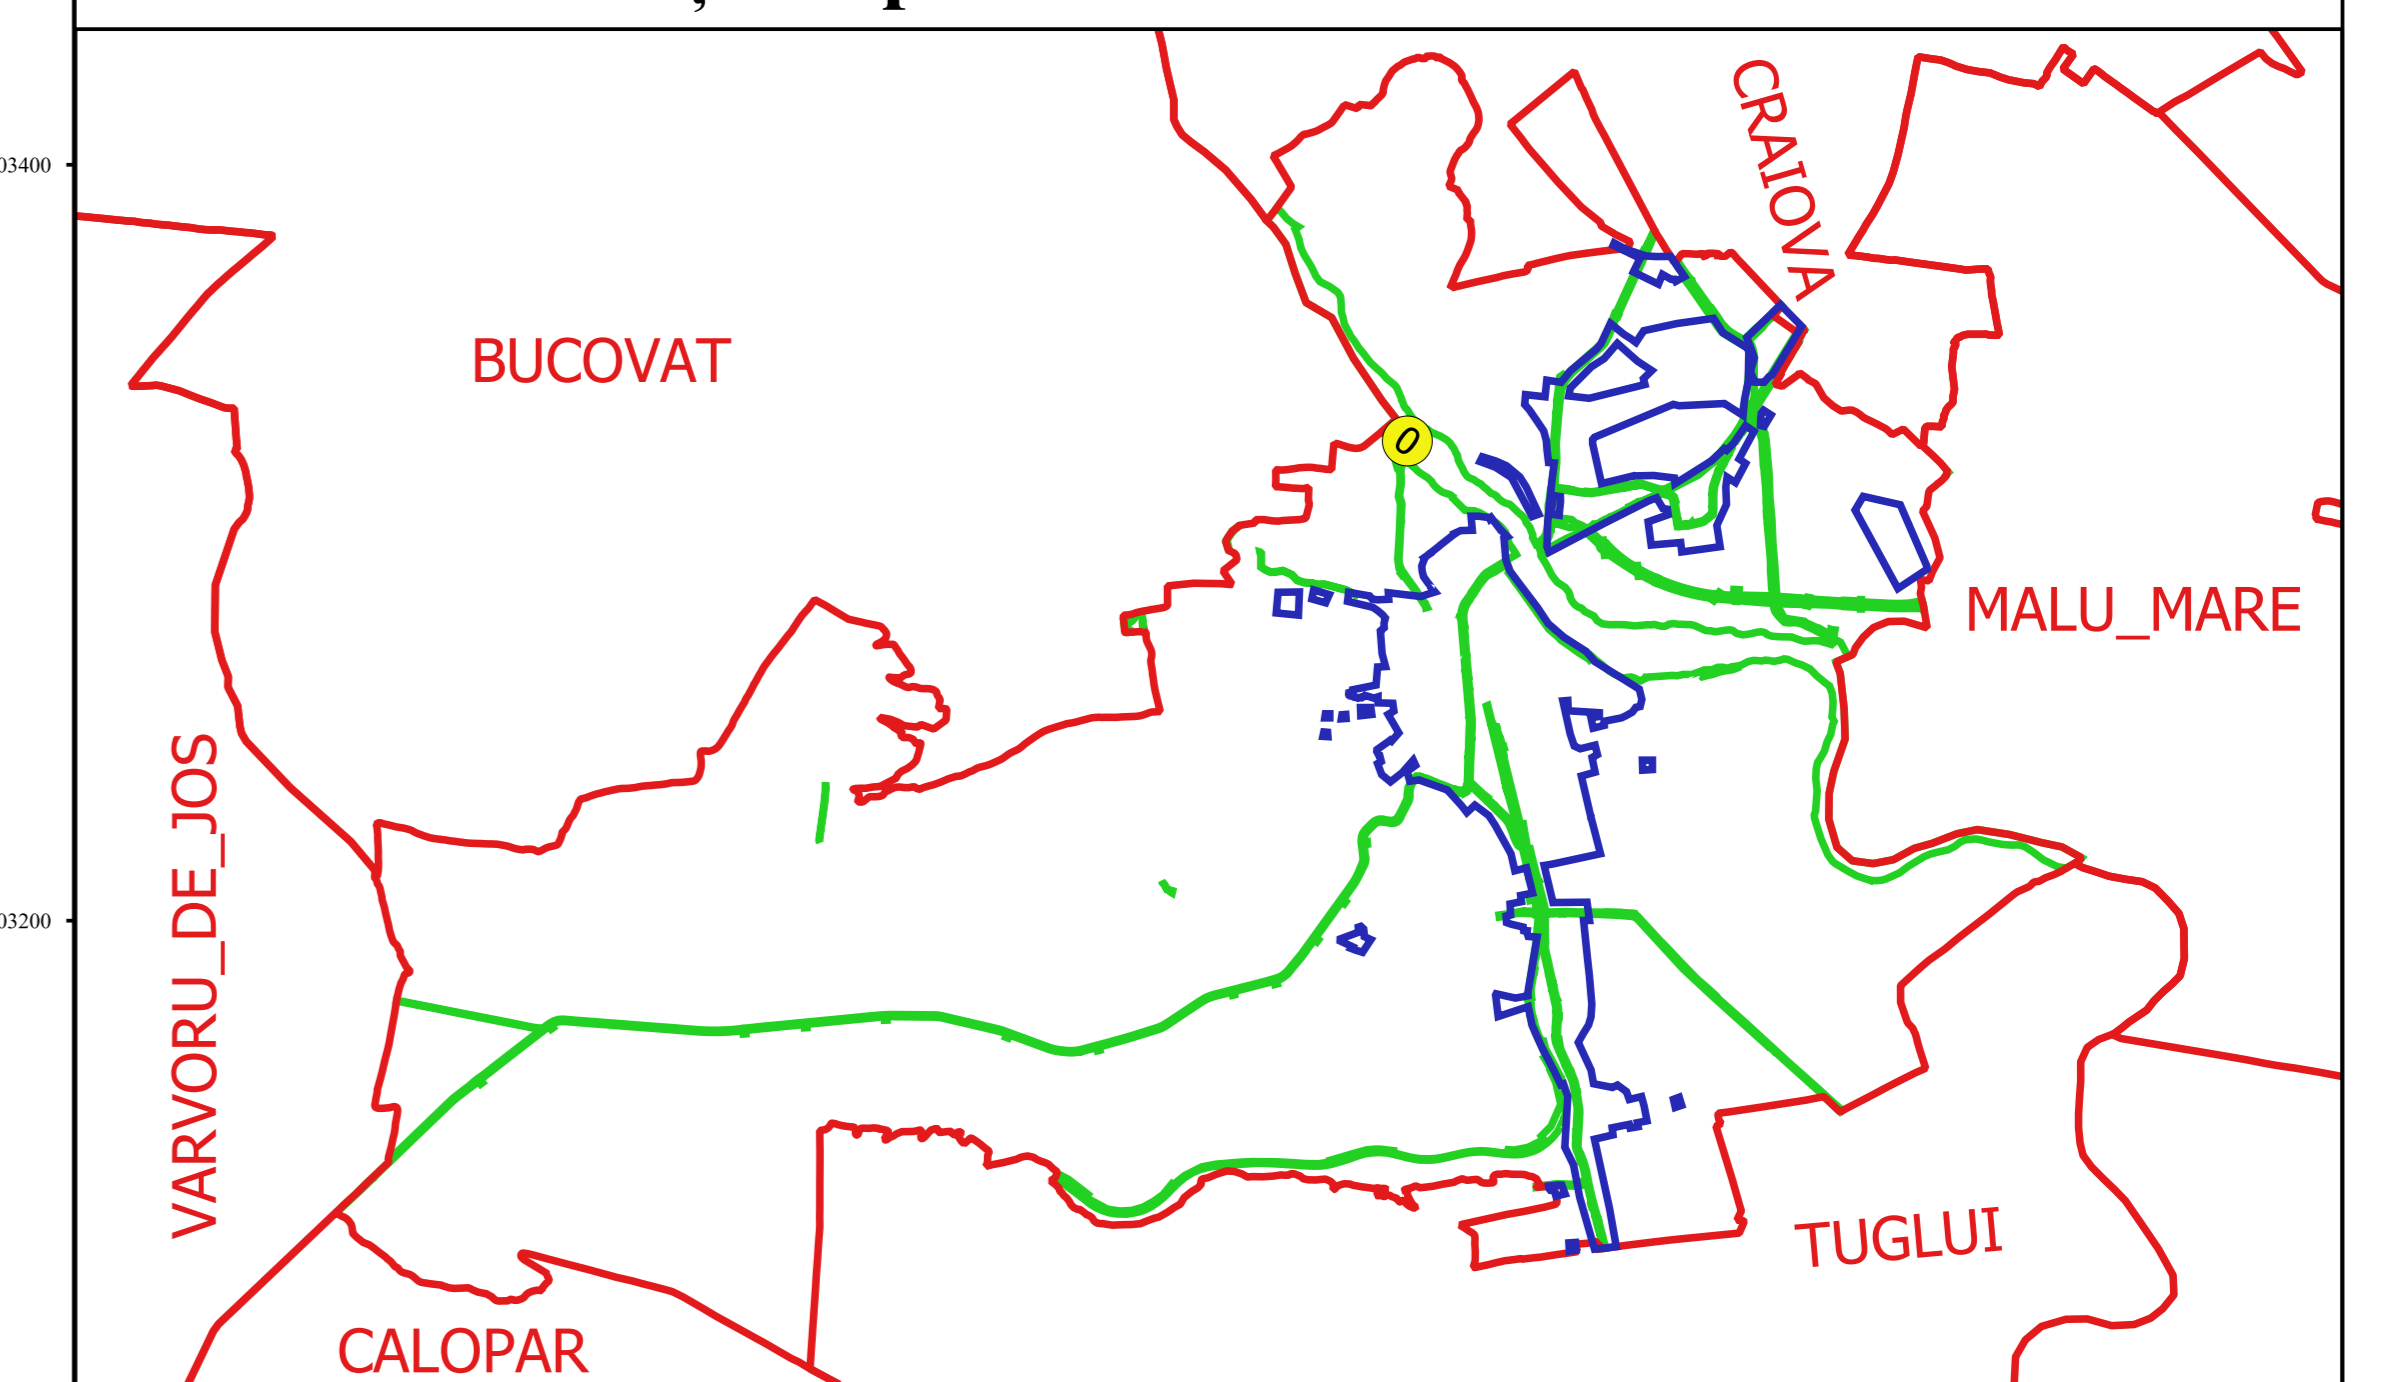 CRAIOVA
03400
BUCOVAT
0
MALU_MARE
VARVORU_DE_JOS
03200
TUGLUI
CALOPAR